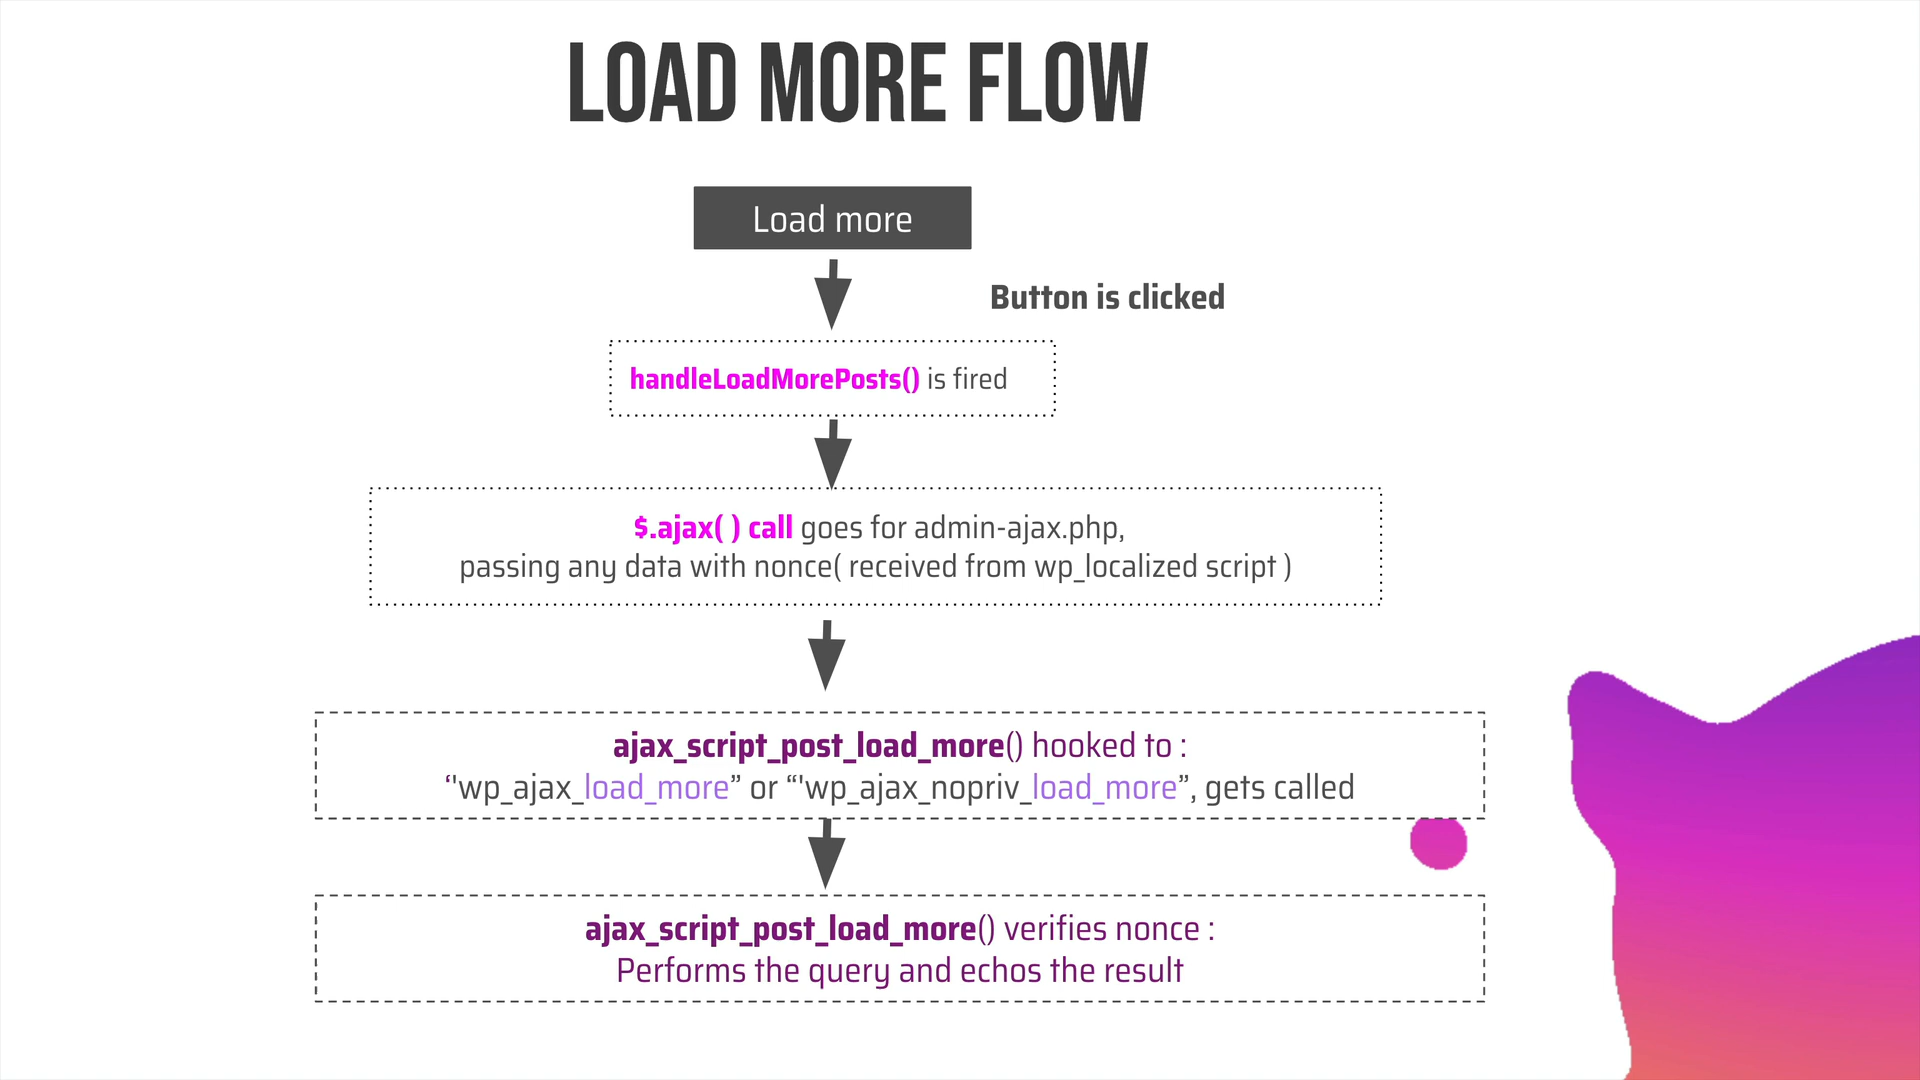 LOAD MORE FLOW
Load more
Button is clicked
handleLoadMorePosts() is fired
$.ajax( ) call goes for admin-ajax.php,
passing any data with nonce( received from wp_localized script )
ajax_script_post_load_more() hooked to :
‘'wp_ajax_load_more” or “'wp_ajax_nopriv_load_more”, gets called
ajax_script_post_load_more() verifies nonce :
Performs the query and echos the result